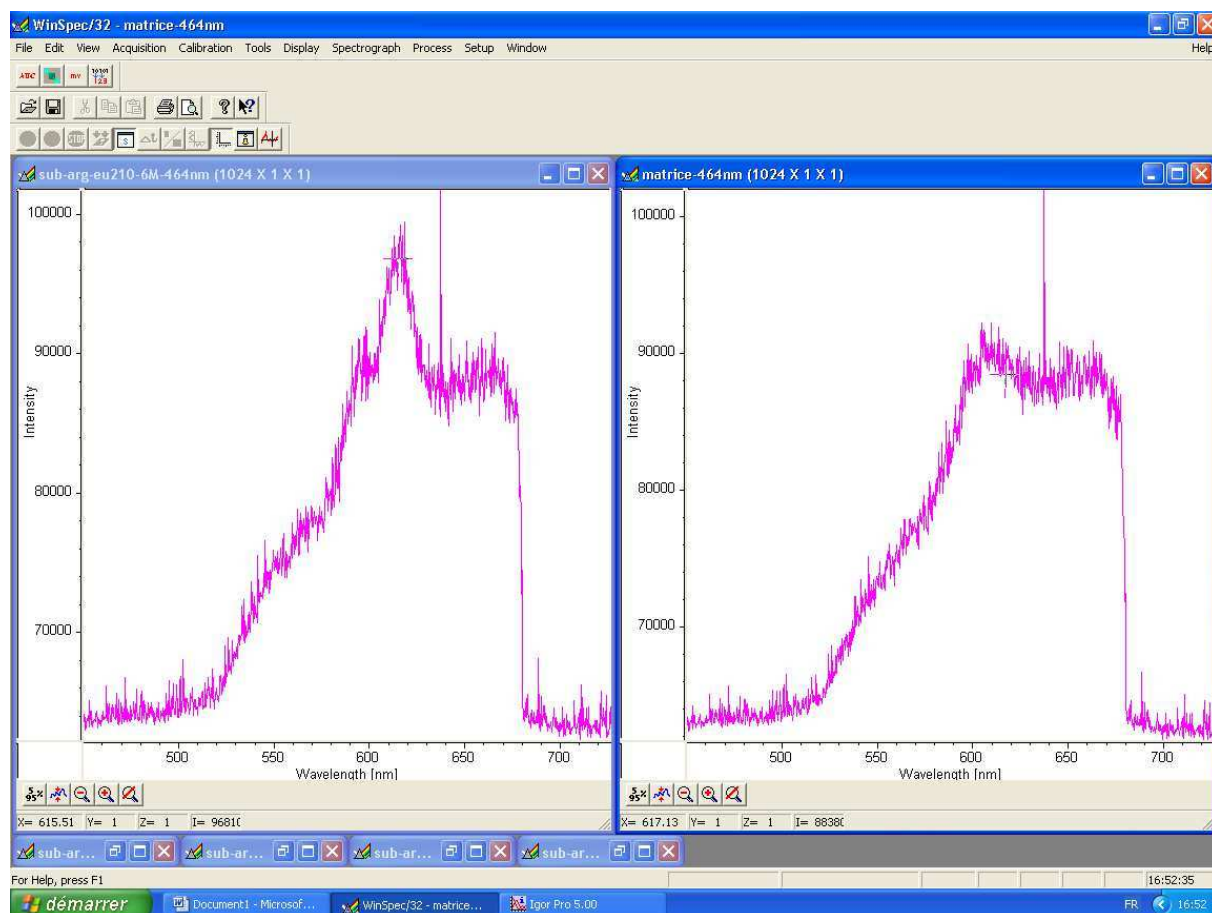 WinSpec/32 - matrice-464nm
File Edit View Acquisition Calibration Tools Display Spectrograph Process Setup Window Help
sub-arg-eu210-6M-464nm (1024 X 1 X 1)
100000
90000
80000
70000
Intensity
500 550 600 650 700
Wavelength [nm]
X= 615.51 Y= 1 Z= 1 I= 9681(
matrice-464nm (1024 X 1 X 1)
100000
90000
80000
70000
Intensity
500 550 600 650 700
Wavelength [nm]
X= 617.13 Y= 1 Z= 1 I= 8838(
sub-ar... sub-ar... sub-ar... sub-ar...
For Help, press F1 16:52:35
démarrer Document1 - Microsof... WinSpec/32 - matrice... Igor Pro 5.00 FR 16:52